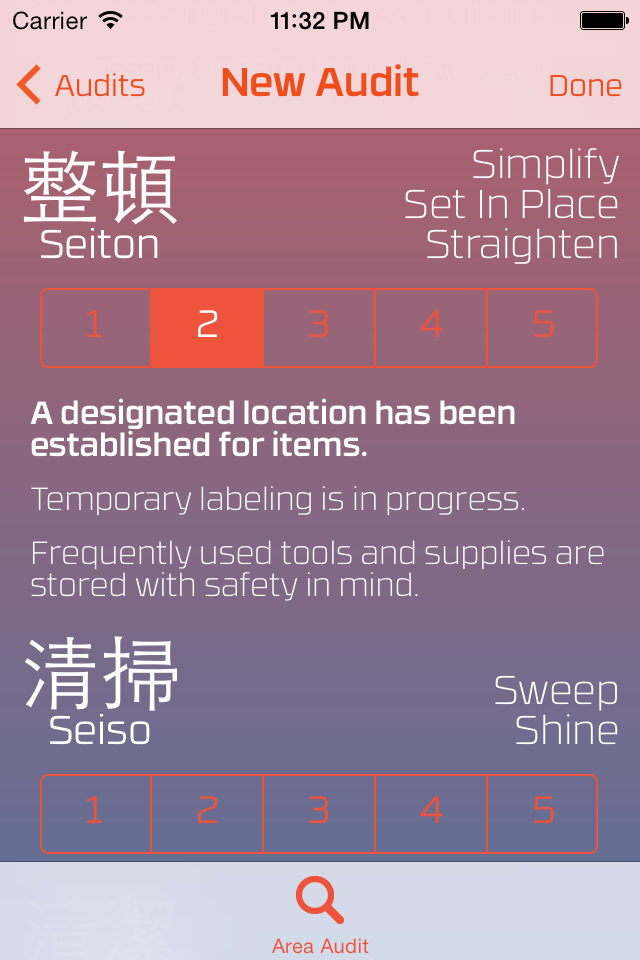 Carrier 11:32 PM
Audits New Audit Done
整頓
Seiton
Simplify
Set In Place
Straighten
1 2 3 4 5
A designated location has been
established for items.
Temporary labeling is in progress.
Frequently used tools and supplies are
stored with safety in mind.
清掃
Seiso
Sweep
Shine
1 2 3 4 5
清潔
Area Audit